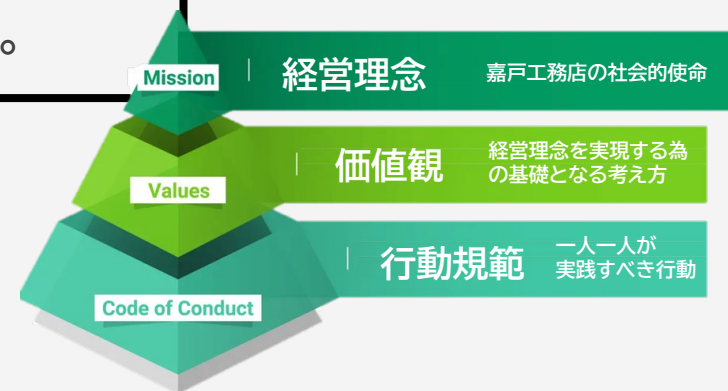 。
Mission
経営理念
嘉戸工務店の社会的使命
Values
価値観
経営理念を実現する為
の基礎となる考え方
Code of Conduct
行動規範
一人一人が
実践すべき行動